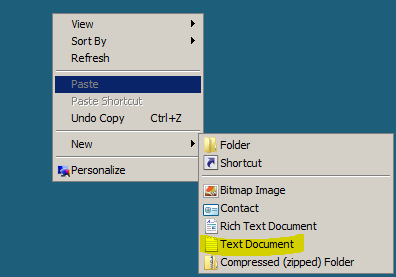 View
Sort By
Refresh
Paste
Paste Shortcut
Undo Copy Ctrl+Z
New
Personalize
Folder
Shortcut
Bitmap Image
Contact
Rich Text Document
Text Document
Compressed (zipped) Folder